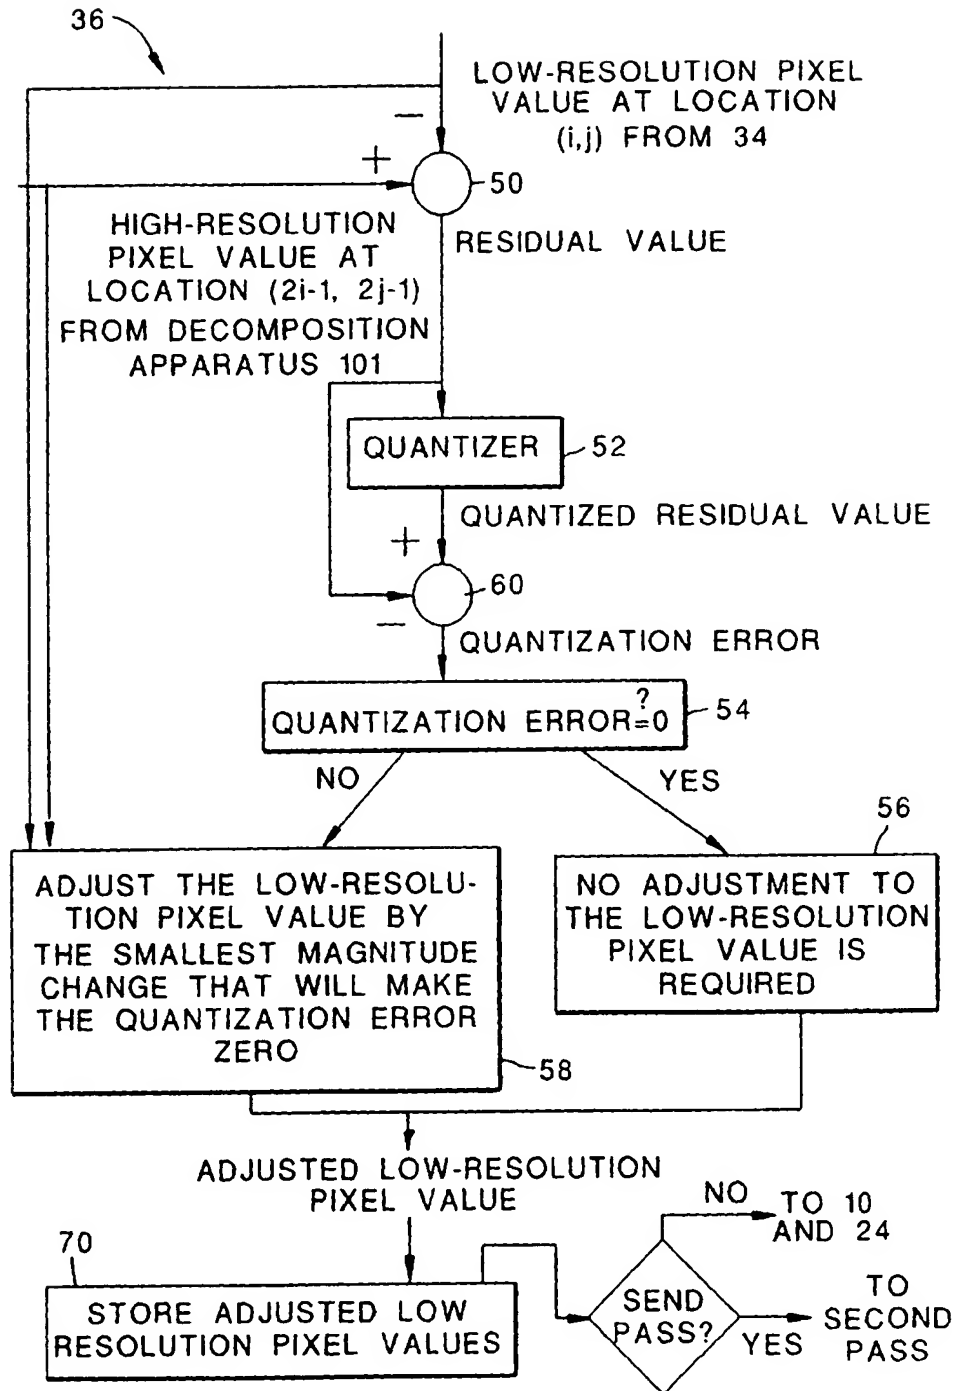 36
LOW-RESOLUTION PIXEL
VALUE AT LOCATION
(i,j) FROM 34
−
+
50
HIGH-RESOLUTION
PIXEL VALUE AT
LOCATION (2i-1, 2j-1)
FROM DECOMPOSITION
APPARATUS 101
RESIDUAL VALUE
QUANTIZER
52
QUANTIZED RESIDUAL VALUE
+
60
−
QUANTIZATION ERROR
QUANTIZATION ERROR =? 0
54
NO
YES
56
ADJUST THE LOW-RESOLU-
TION PIXEL VALUE BY
THE SMALLEST MAGNITUDE
CHANGE THAT WILL MAKE
THE QUANTIZATION ERROR
ZERO
58
NO ADJUSTMENT TO
THE LOW-RESOLUTION
PIXEL VALUE IS
REQUIRED
ADJUSTED LOW-RESOLUTION
PIXEL VALUE
70
STORE ADJUSTED LOW
RESOLUTION PIXEL VALUES
SEND
PASS?
NO
TO 10
AND 24
YES
TO
SECOND
PASS